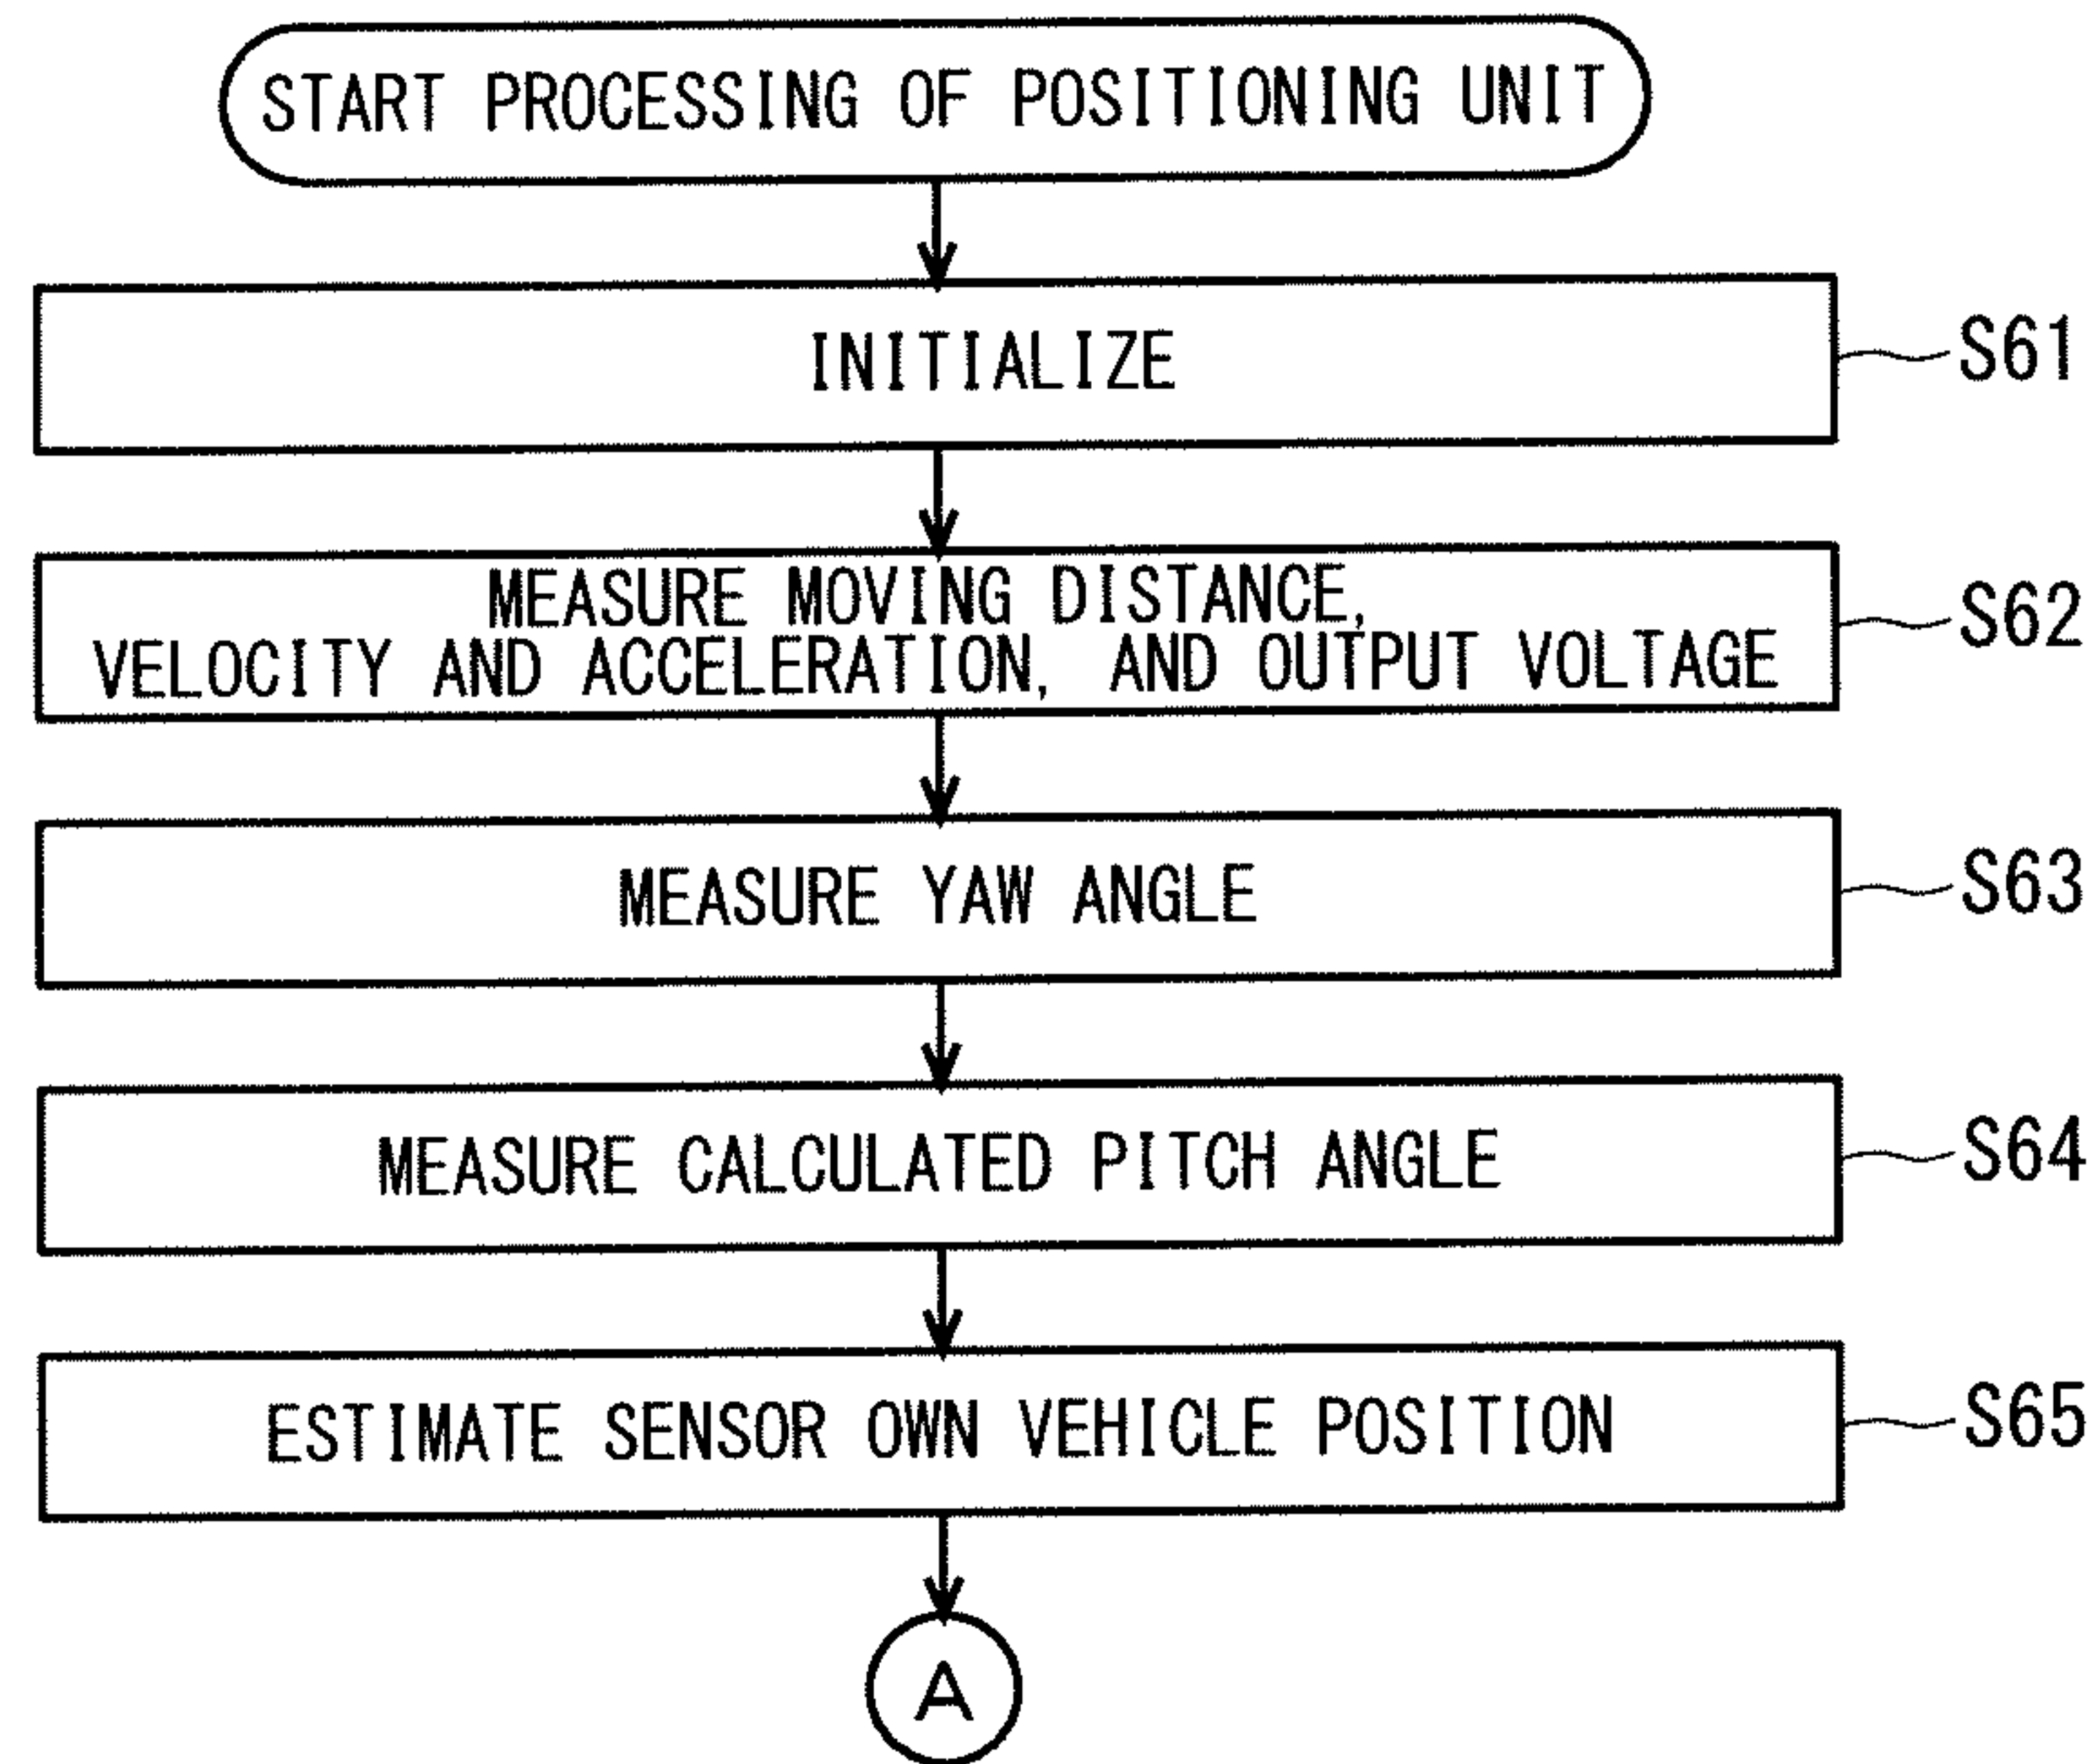 START PROCESSING OF POSITIONING UNIT
INITIALIZE
S61
MEASURE MOVING DISTANCE,
VELOCITY AND ACCELERATION, AND OUTPUT VOLTAGE
S62
MEASURE YAW ANGLE
S63
MEASURE CALCULATED PITCH ANGLE
S64
ESTIMATE SENSOR OWN VEHICLE POSITION
S65
A